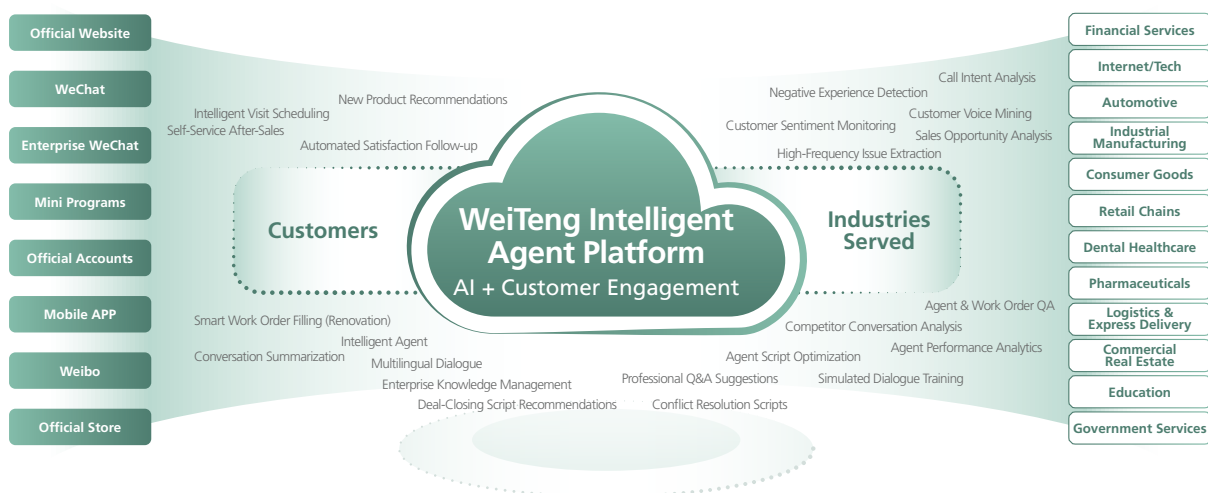 Official Website
WeChat
Enterprise WeChat
Mini Programs
Official Accounts
Mobile APP
Weibo
Official Store
New Product Recommendations
Intelligent Visit Scheduling
Self-Service After-Sales
Automated Satisfaction Follow-up
Customers
Smart Work Order Filling (Renovation)
Intelligent Agent
Conversation Summarization
Multilingual Dialogue
Enterprise Knowledge Management
Deal-Closing Script Recommendations
WeiTeng Intelligent
Agent Platform
AI + Customer Engagement
Call Intent Analysis
Negative Experience Detection
Customer Voice Mining
Customer Sentiment Monitoring
Sales Opportunity Analysis
High-Frequency Issue Extraction
Industries
Served
Agent & Work Order QA
Competitor Conversation Analysis
Agent Performance Analytics
Agent Script Optimization
Professional Q&A Suggestions
Simulated Dialogue Training
Conflict Resolution Scripts
Financial Services
Internet/Tech
Automotive
Industrial
Manufacturing
Consumer Goods
Retail Chains
Dental Healthcare
Pharmaceuticals
Logistics &
Express Delivery
Commercial
Real Estate
Education
Government Services